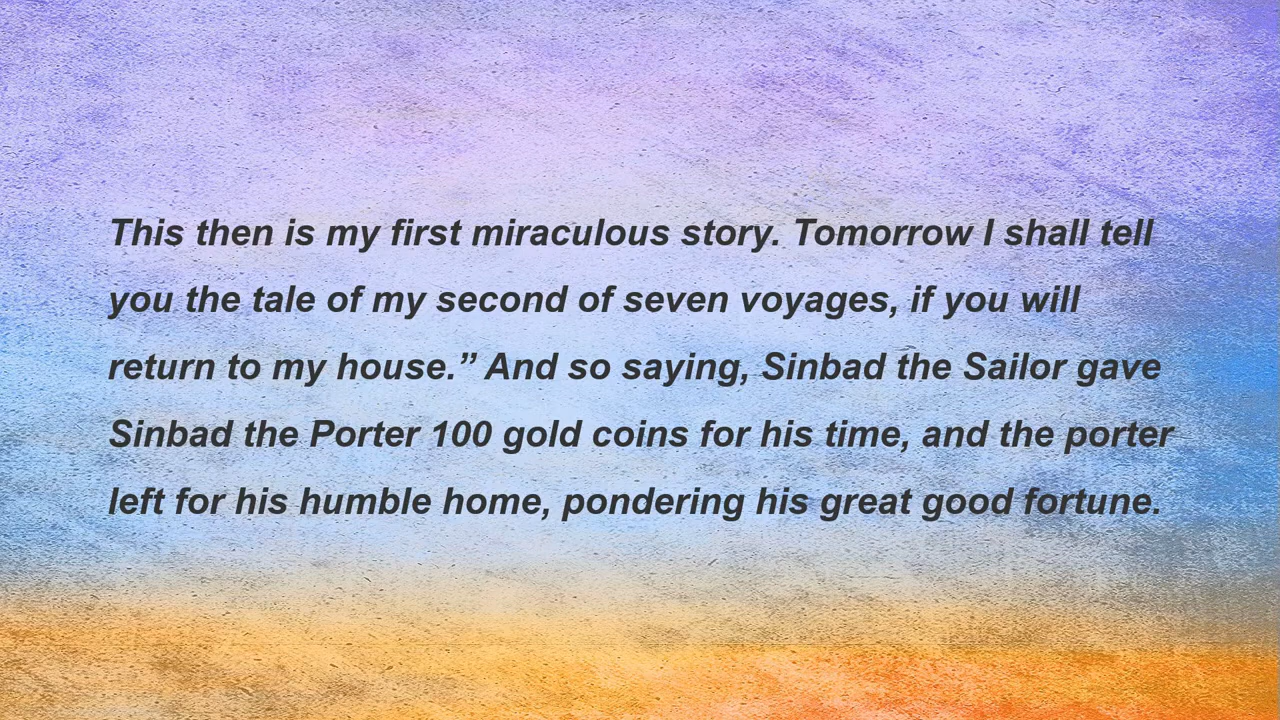 This then is my first miraculous story. Tomorrow I shall tell
you the tale of my second of seven voyages, if you will
return to my house.” And so saying, Sinbad the Sailor gave
Sinbad the Porter 100 gold coins for his time, and the porter
left for his humble home, pondering his great good fortune.